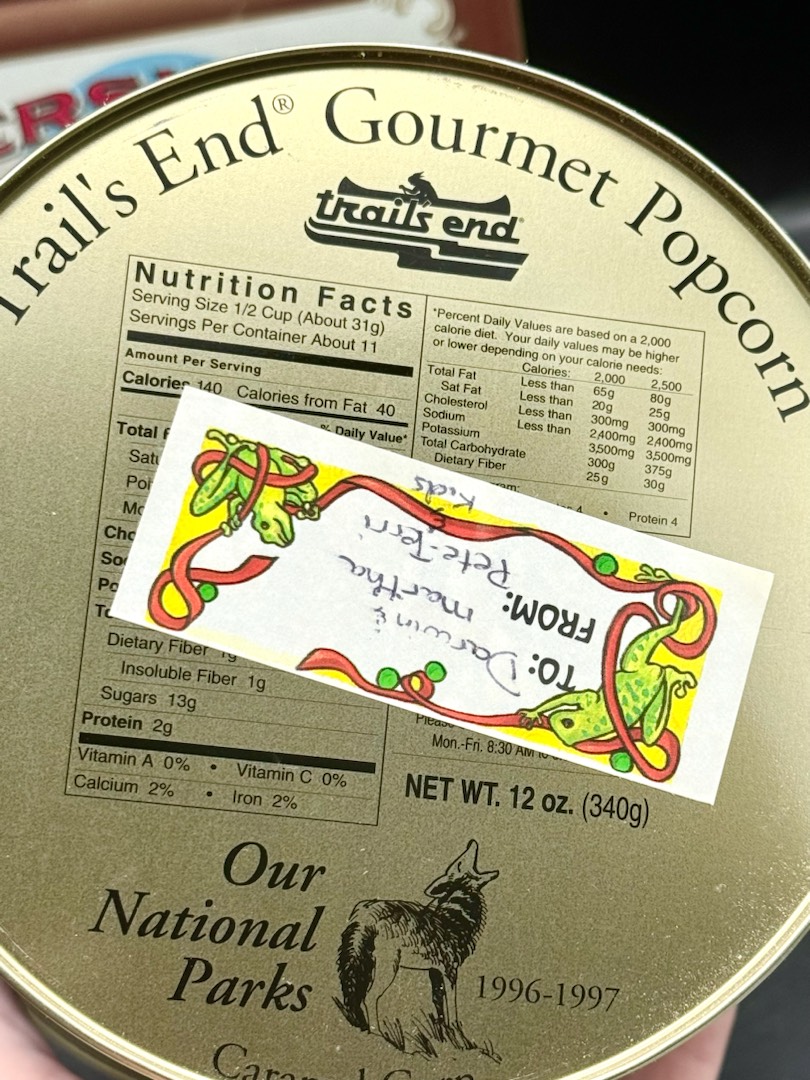 CRS
Trail's End® Gourmet Popcorn
trails end®
Nutrition Facts
Serving Size 1/2 Cup (About 31g)
Servings Per Container About 11
Amount Per Serving
Calories 140 Calories from Fat 40
% Daily Value*
Total
Dietary Fiber
Insoluble Fiber 1g
Sugars 13g
Protein 2g
Vitamin A 0% • Vitamin C 0%
Calcium 2% • Iron 2%
*Percent Daily Values are based on a 2,000
calorie diet. Your daily values may be higher
or lower depending on your calorie needs:
Calories: 2,000 2,500
Total Fat Less than 65g 80g
Sat Fat Less than 20g 25g
Cholesterol Less than 300mg 300mg
Sodium Less than 2,400mg 2,400mg
Potassium 3,500mg 3,500mg
Total Carbohydrate 300g 375g
Dietary Fiber 25g 30g
• Protein 4
TO: Darwin &
martha
FROM: Pete-Terri
Kids
Please
Mon.-Fri. 8:30 AM
NET WT. 12 oz. (340g)
Our
National
Parks
1996-1997